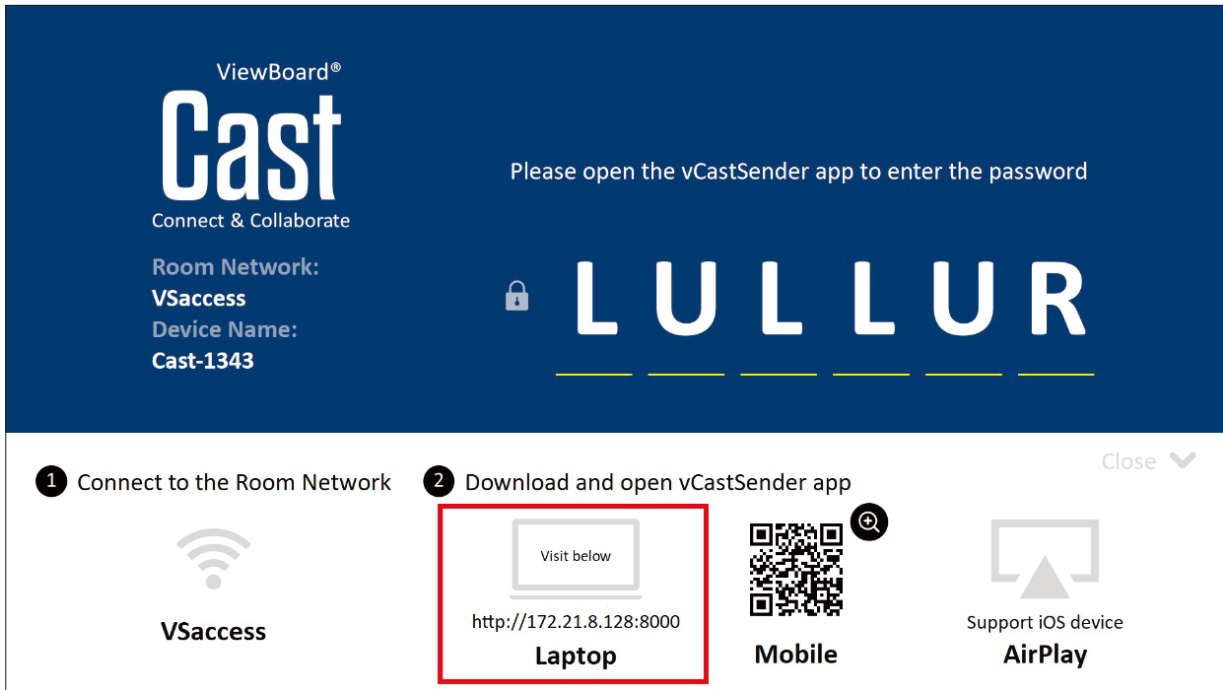 ViewBoard®
Cast
Connect & Collaborate
Room Network:
VSaccess
Device Name:
Cast-1343
Please open the vCastSender app to enter the password
L U L L U R
Close
1 Connect to the Room Network
VSaccess
2 Download and open vCastSender app
Visit below
http://172.21.8.128:8000
Laptop
Mobile
Support iOS device
AirPlay